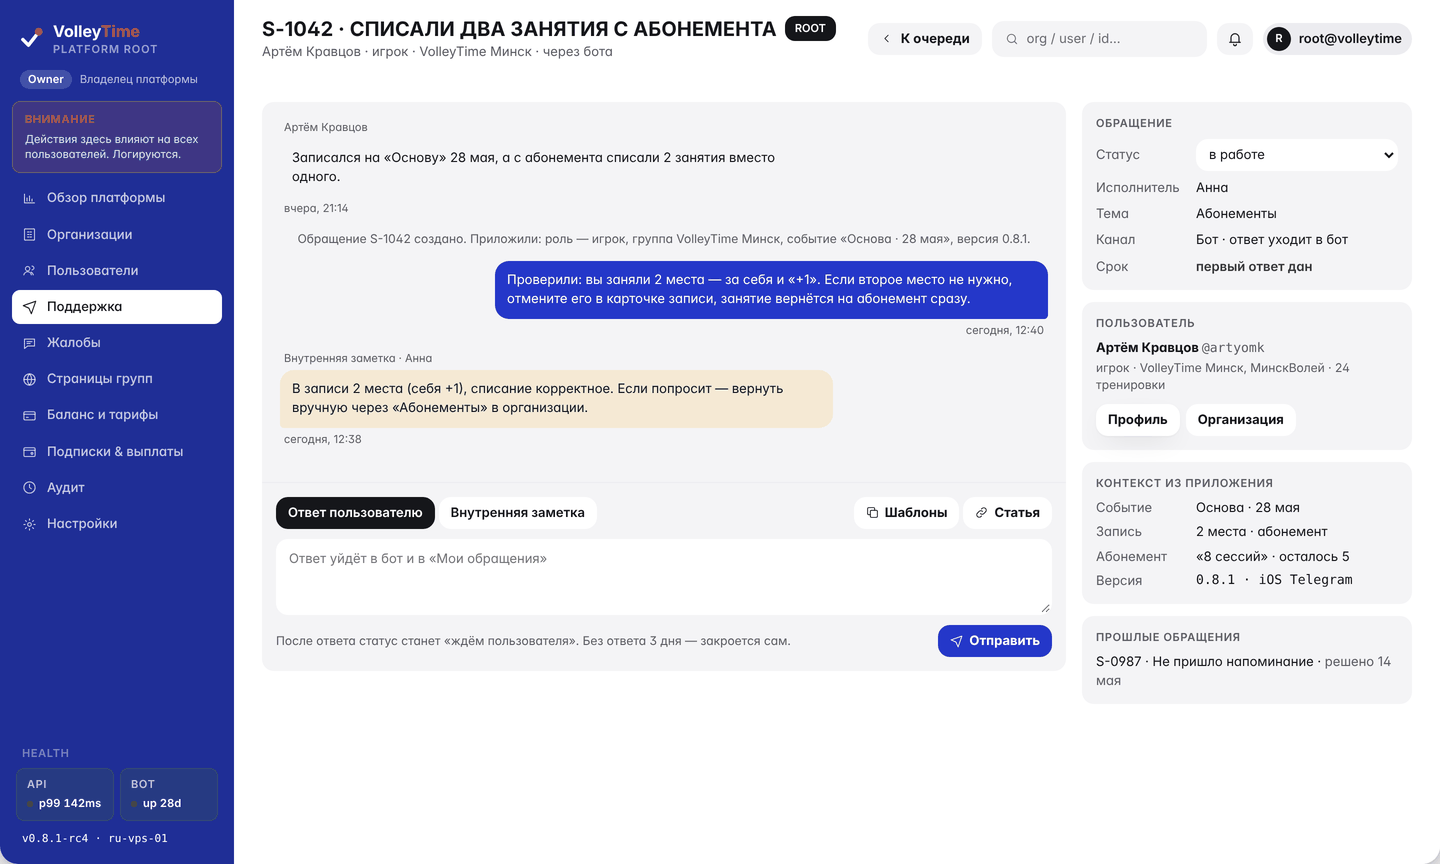 VolleyTime
PLATFORM ROOT
Owner Владелец платформы
ВНИМАНИЕ
Действия здесь влияют на всех
пользователей. Логируются.
Обзор платформы
Организации
Пользователи
Поддержка
Жалобы
Страницы групп
Баланс и тарифы
Подписки & выплаты
Аудит
Настройки
HEALTH
API
p99 142ms
BOT
up 28d
v0.8.1-rc4 · ru-vps-01
S-1042 · СПИСАЛИ ДВА ЗАНЯТИЯ С АБОНЕМЕНТА ROOT
Артём Кравцов · игрок · VolleyTime Минск · через бота
К очереди
org / user / id...
R root@volleytime
Артём Кравцов
Записался на «Основу» 28 мая, а с абонемента списали 2 занятия вместо
одного.
вчера, 21:14
Обращение S-1042 создано. Приложили: роль — игрок, группа VolleyTime Минск, событие «Основа · 28 мая», версия 0.8.1.
Проверили: вы заняли 2 места — за себя и «+1». Если второе место не нужно,
отмените его в карточке записи, занятие вернётся на абонемент сразу.
сегодня, 12:40
Внутренняя заметка · Анна
В записи 2 места (себя +1), списание корректное. Если попросит — вернуть
вручную через «Абонементы» в организации.
сегодня, 12:38
Ответ пользователю
Внутренняя заметка
Шаблоны
Статья
Ответ уйдёт в бот и в «Мои обращения»
После ответа статус станет «ждём пользователя». Без ответа 3 дня — закроется сам.
Отправить
ОБРАЩЕНИЕ
Статус в работе
Исполнитель Анна
Тема Абонементы
Канал Бот · ответ уходит в бот
Срок первый ответ дан
ПОЛЬЗОВАТЕЛЬ
Артём Кравцов @artyomk
игрок · VolleyTime Минск, МинскВолей · 24
тренировки
Профиль
Организация
КОНТЕКСТ ИЗ ПРИЛОЖЕНИЯ
Событие Основа · 28 мая
Запись 2 места · абонемент
Абонемент «8 сессий» · осталось 5
Версия 0.8.1 · iOS Telegram
ПРОШЛЫЕ ОБРАЩЕНИЯ
S-0987 · Не пришло напоминание · решено 14
мая